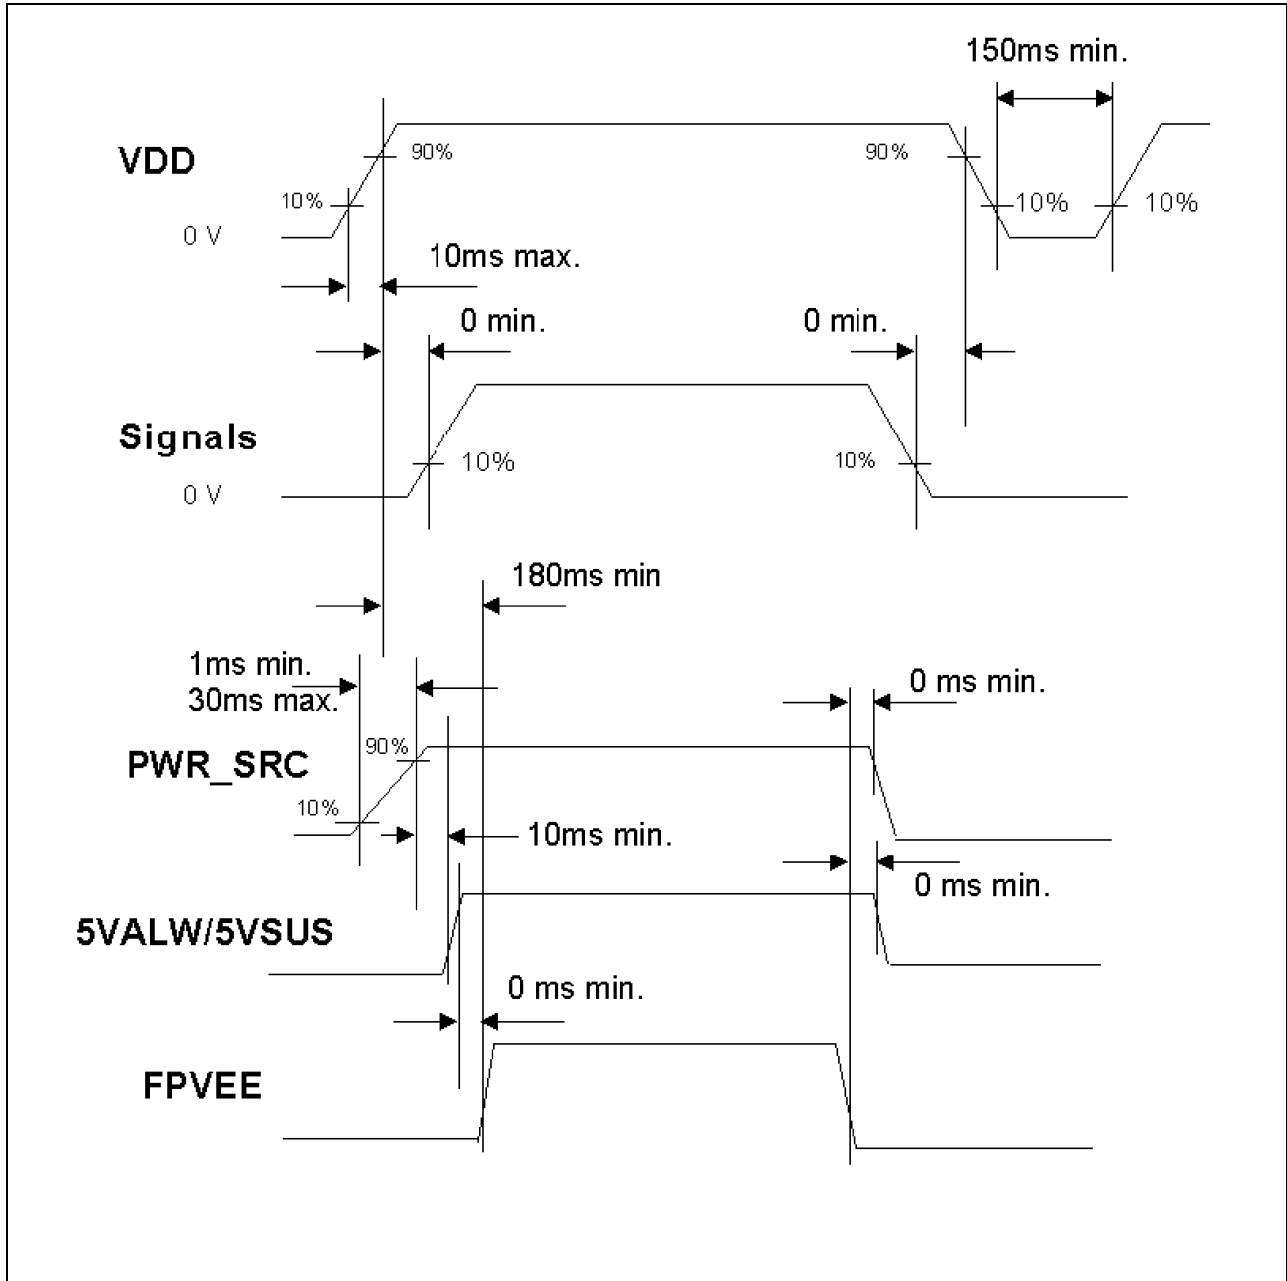 150ms min.
VDD
90%
90%
10%
10%
10%
0 V
10ms max.
0 min.
0 min.
Signals
10%
10%
0 V
180ms min
1ms min.
30ms max.
0 ms min.
PWR_SRC
90%
10%
10ms min.
0 ms min.
5VALW/5VSUS
0 ms min.
FPVEE